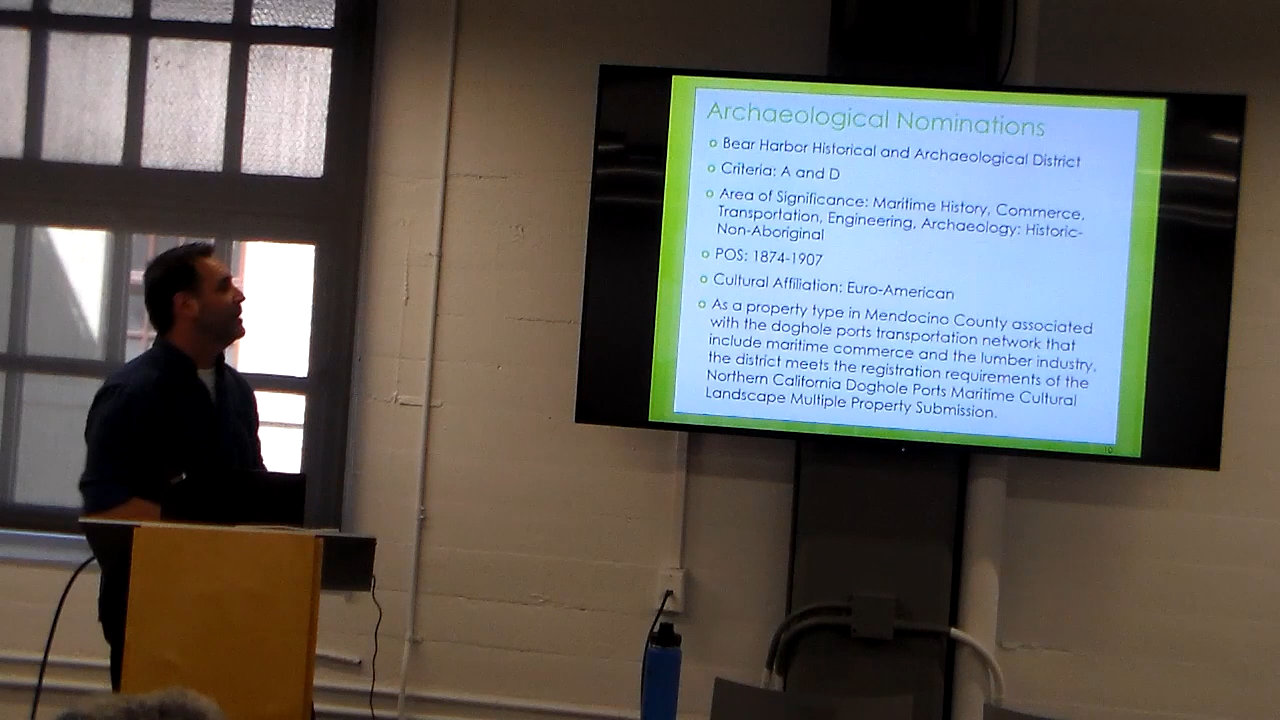 Archaeological Nominations
Bear Harbor Historical and Archaeological District
Criteria: A and D
Area of Significance: Maritime History, Commerce,
Transportation, Engineering, Archaeology: Historic-
Non-Aboriginal
POS: 1874-1907
Cultural Affiliation: Euro-American
As a property type in Mendocino County associated
with the doghole ports transportation network that
include maritime commerce and the lumber industry,
the district meets the registration requirements of the
Northern California Doghole Ports Maritime Cultural
Landscape Multiple Property Submission.
10